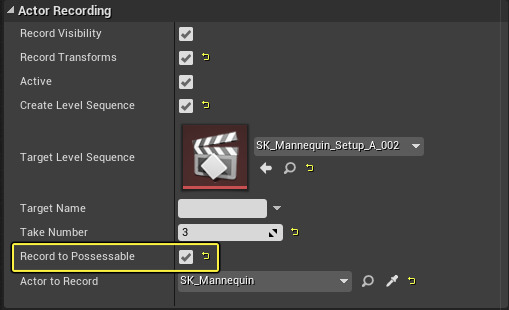 Actor Recording
Record Visibility
Record Transforms
Active
Create Level Sequence
Target Level Sequence
SK_Mannequin_Setup_A_002
Target Name
Take Number
3
Record to Possessable
Actor to Record
SK_Mannequin